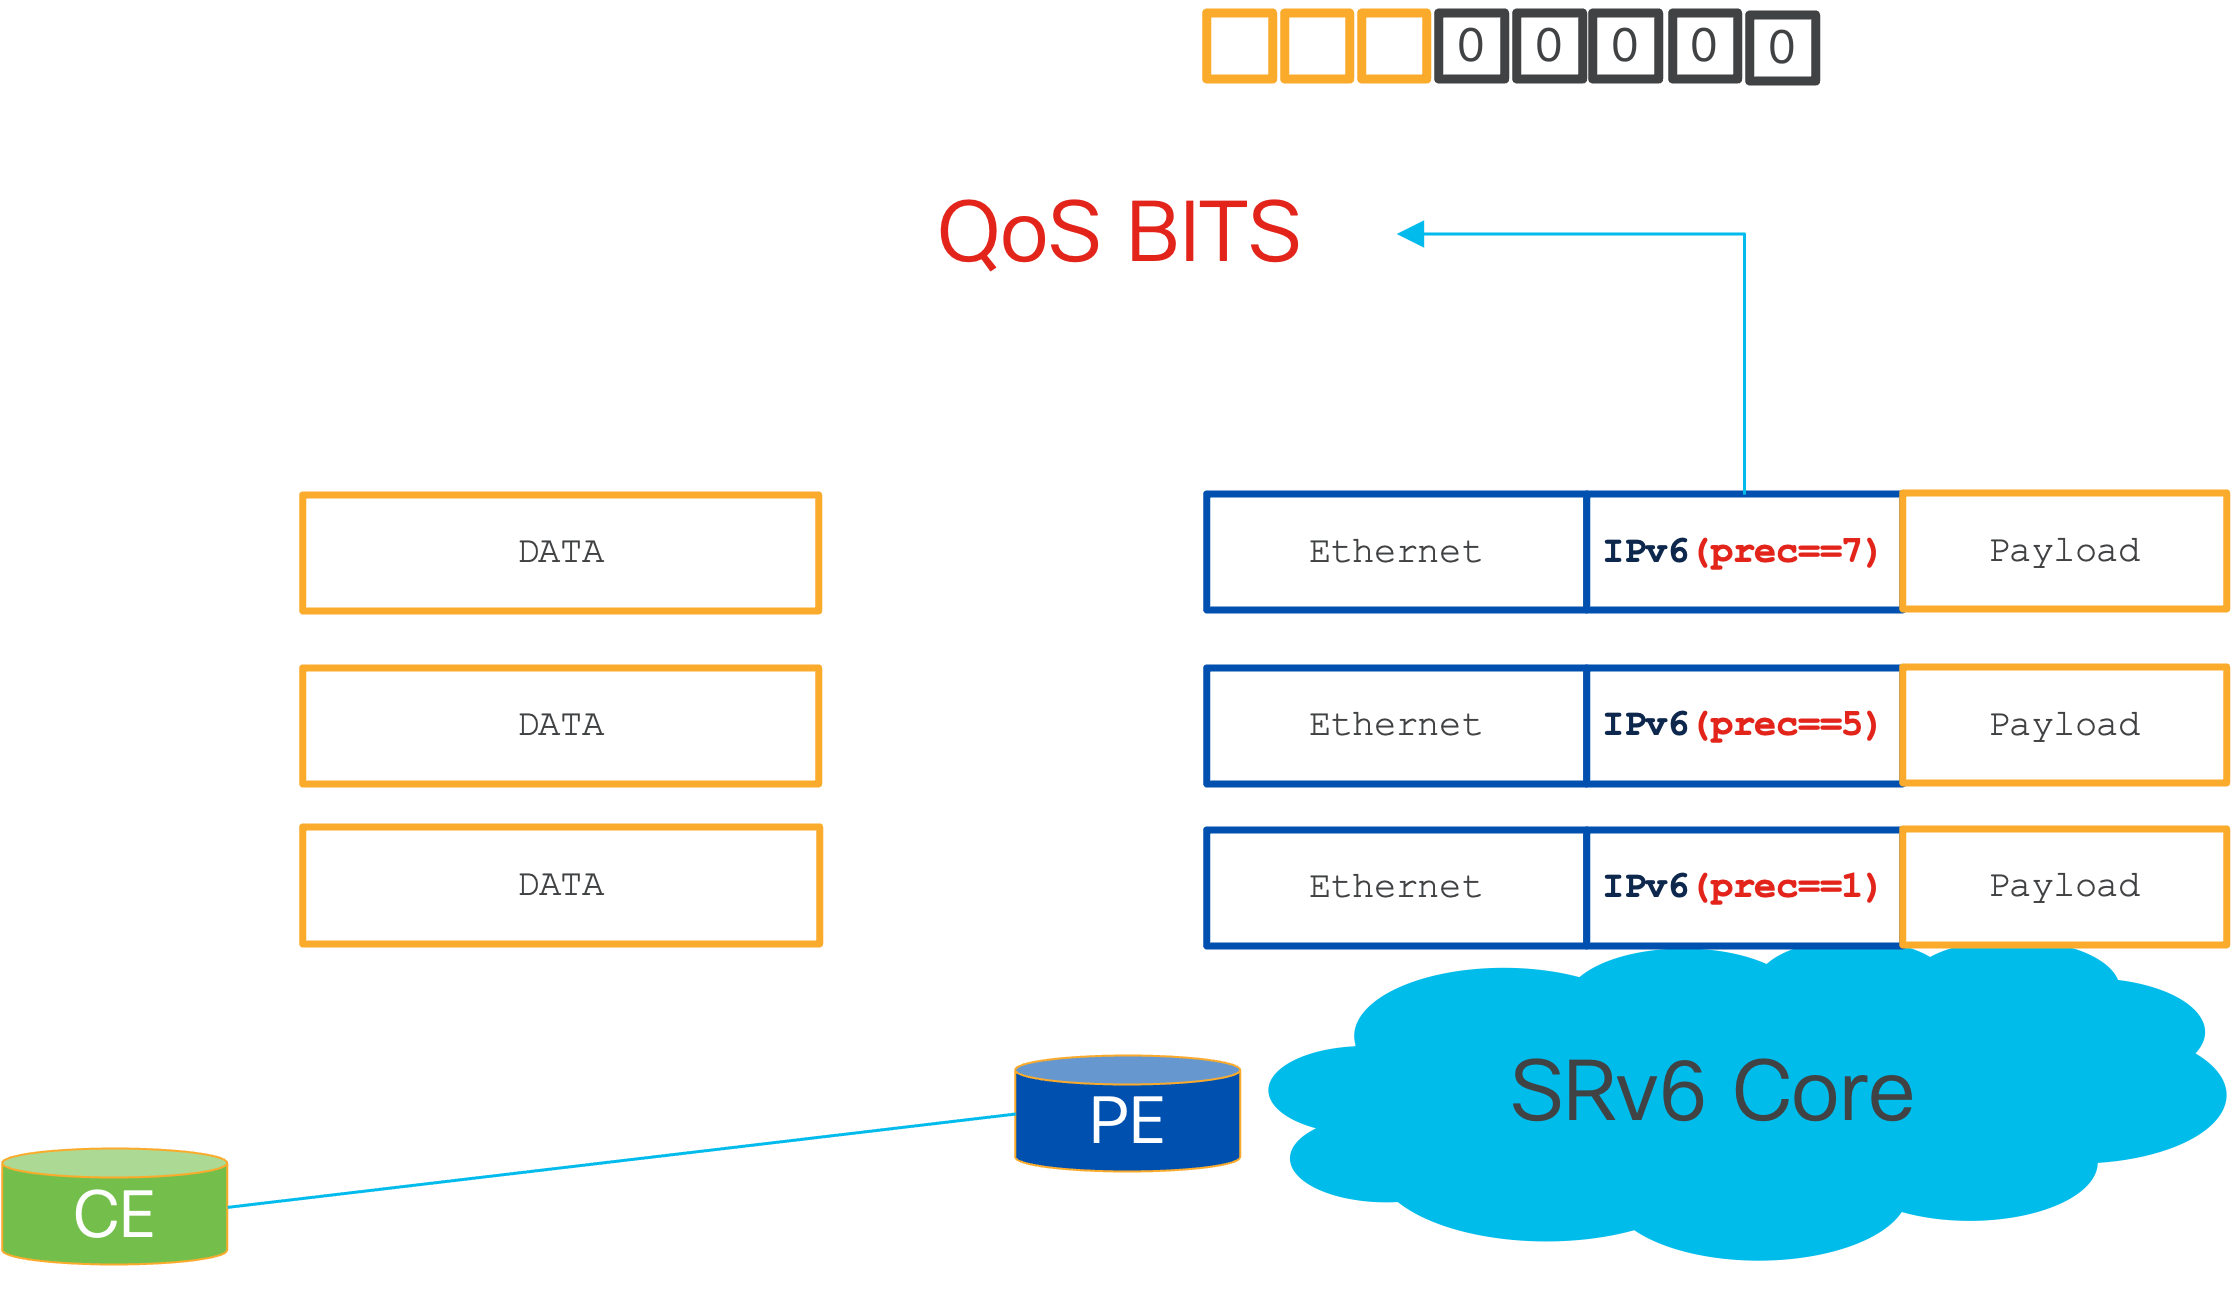 0 0 0 0 0
QoS BITS
DATA Ethernet IPv6(prec==7) Payload
DATA Ethernet IPv6(prec==5) Payload
DATA Ethernet IPv6(prec==1) Payload
SRv6 Core
PE
CE